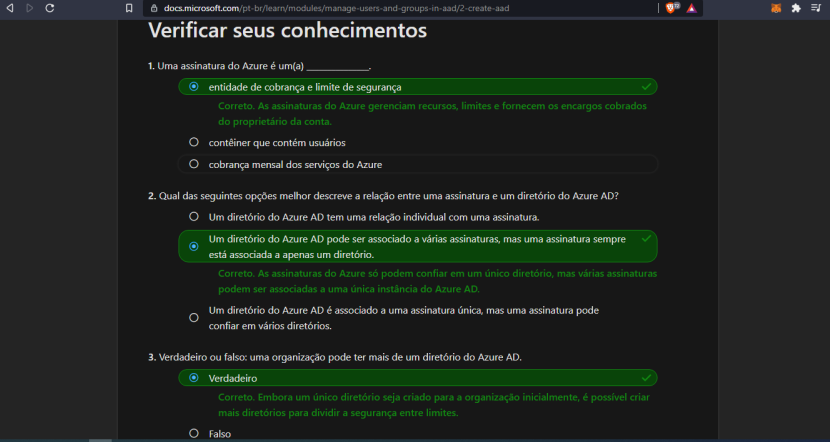 docs.microsoft.com/pt-br/learn/modules/manage-users-and-groups-in-aad/2-create-aad
Verificar seus conhecimentos
1. Uma assinatura do Azure é um(a) ______________.
entidade de cobrança e limite de segurança
Correto. As assinaturas do Azure gerenciam recursos, limites e fornecem os encargos cobrados
do proprietário da conta.
contêiner que contém usuários
cobrança mensal dos serviços do Azure
2. Qual das seguintes opções melhor descreve a relação entre uma assinatura e um diretório do Azure AD?
Um diretório do Azure AD tem uma relação individual com uma assinatura.
Um diretório do Azure AD pode ser associado a várias assinaturas, mas uma assinatura sempre
está associada a apenas um diretório.
Correto. As assinaturas do Azure só podem confiar em um único diretório, mas várias assinaturas
podem ser associadas a uma única instância do Azure AD.
Um diretório do Azure AD é associado a uma assinatura única, mas uma assinatura pode
confiar em vários diretórios.
3. Verdadeiro ou falso: uma organização pode ter mais de um diretório do Azure AD.
Verdadeiro
Correto. Embora um único diretório seja criado para a organização inicialmente, é possível criar
mais diretórios para dividir a segurança entre limites.
Falso